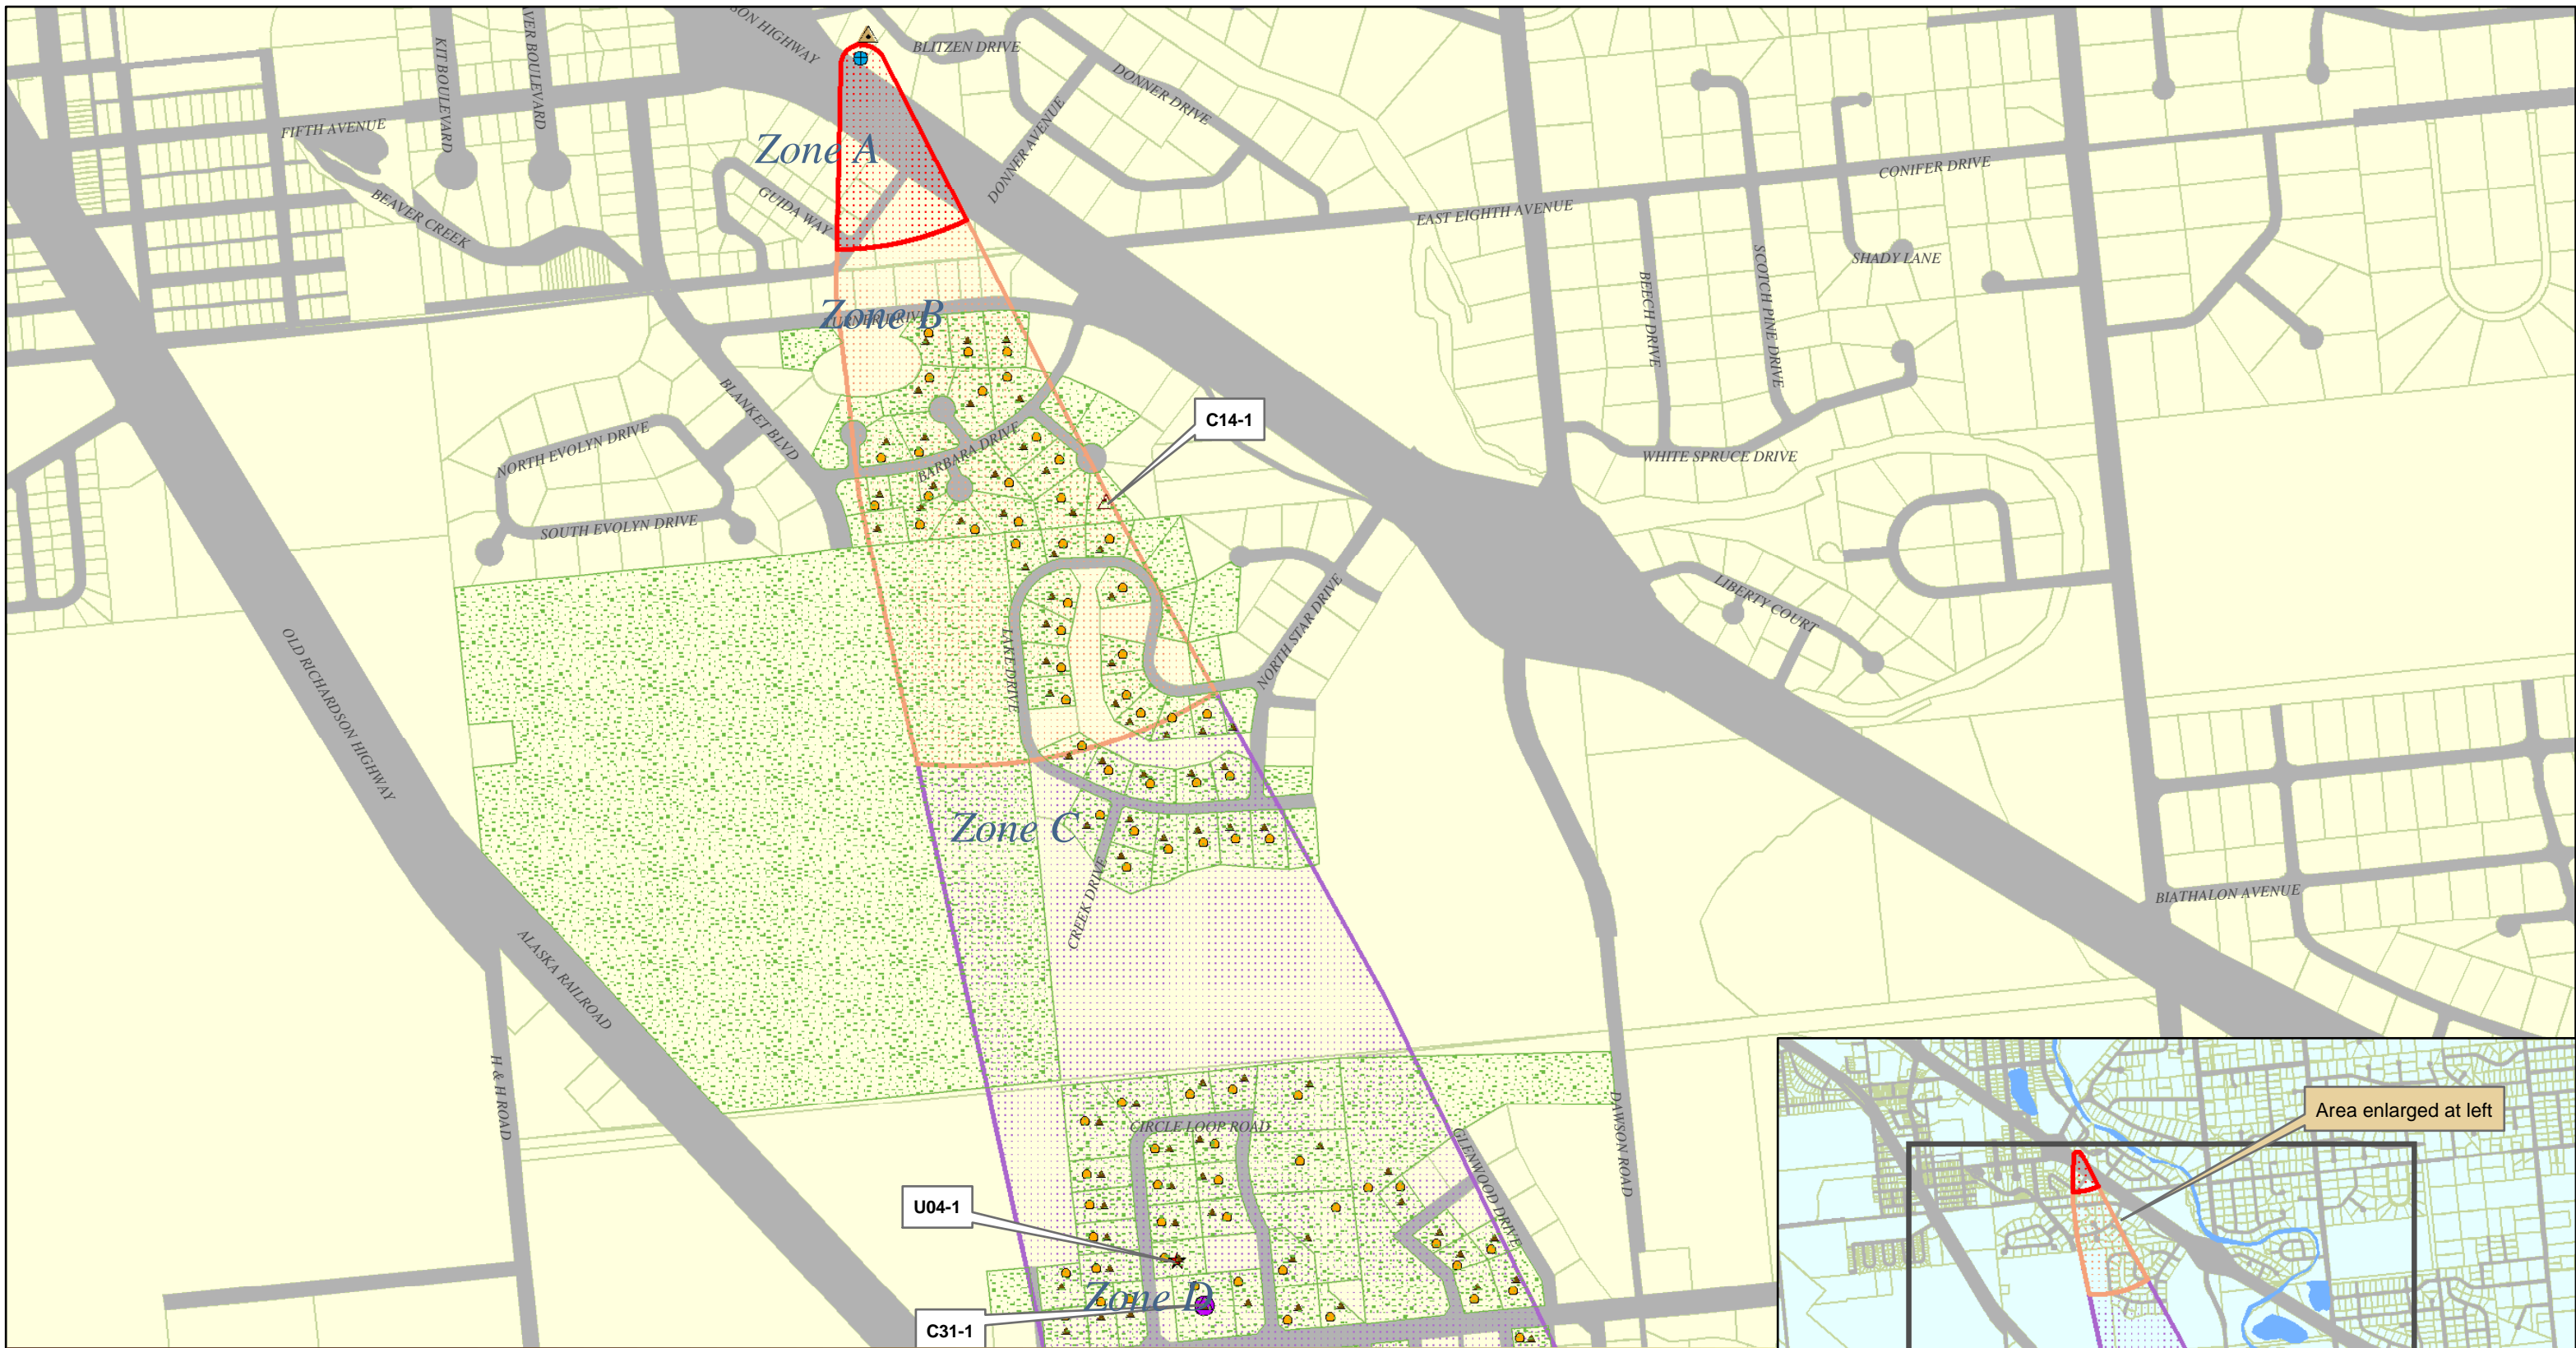 SON HIGHWAY
BLITZEN DRIVE
KIT BOULEVARD
VER BOULEVARD
DONNER DRIVE
FIFTH AVENUE
DONNER AVENUE
Zone A
CONIFER DRIVE
GUIDA WAY
BEAVER CREEK
EAST EIGHTH AVENUE
SHADY LANE
SCOTCH PINE DRIVE
BEECH DRIVE
Zone B
URNER DRIVE
BLANKET BLVD
C14-1
NORTH EVOLYN DRIVE
BARBARA DRIVE
WHITE SPRUCE DRIVE
SOUTH EVOLYN DRIVE
LIBERTY COURT
NORTH STAR DRIVE
LAKE DRIVE
OLD RICHARDSON HIGHWAY
Zone C
CREEK DRIVE
BIATHALON AVENUE
ALASKA RAILROAD
H & H ROAD
Area enlarged at left
CIRCLE LOOP ROAD
DAWSON ROAD
GLENWOOD DRIVE
U04-1
Zone D
C31-1